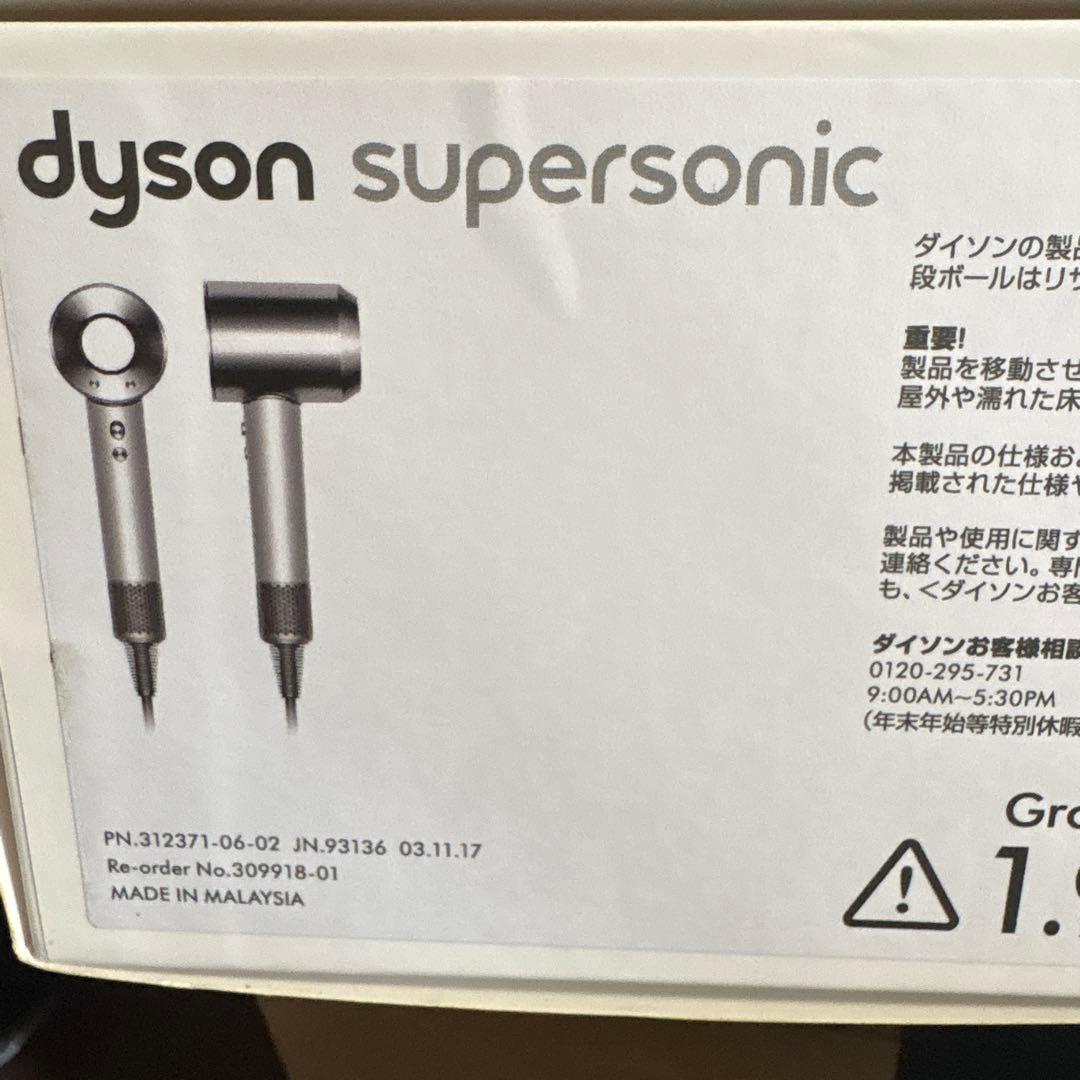 dyson supersonic
ダイソンの製品
段ボールはリサ
重要!
製品を移動させ
屋外や濡れた床
本製品の仕様およ
掲載された仕様や
製品や使用に関す
連絡ください。専門
も、<ダイソンお客
ダイソンお客様相談
0120-295-731
9:00AM~5:30PM
(年末年始等特別休暇
PN.312371-06-02 JN.93136 03.11.17
Re-order No.309918-01
MADE IN MALAYSIA
Gro
1.9